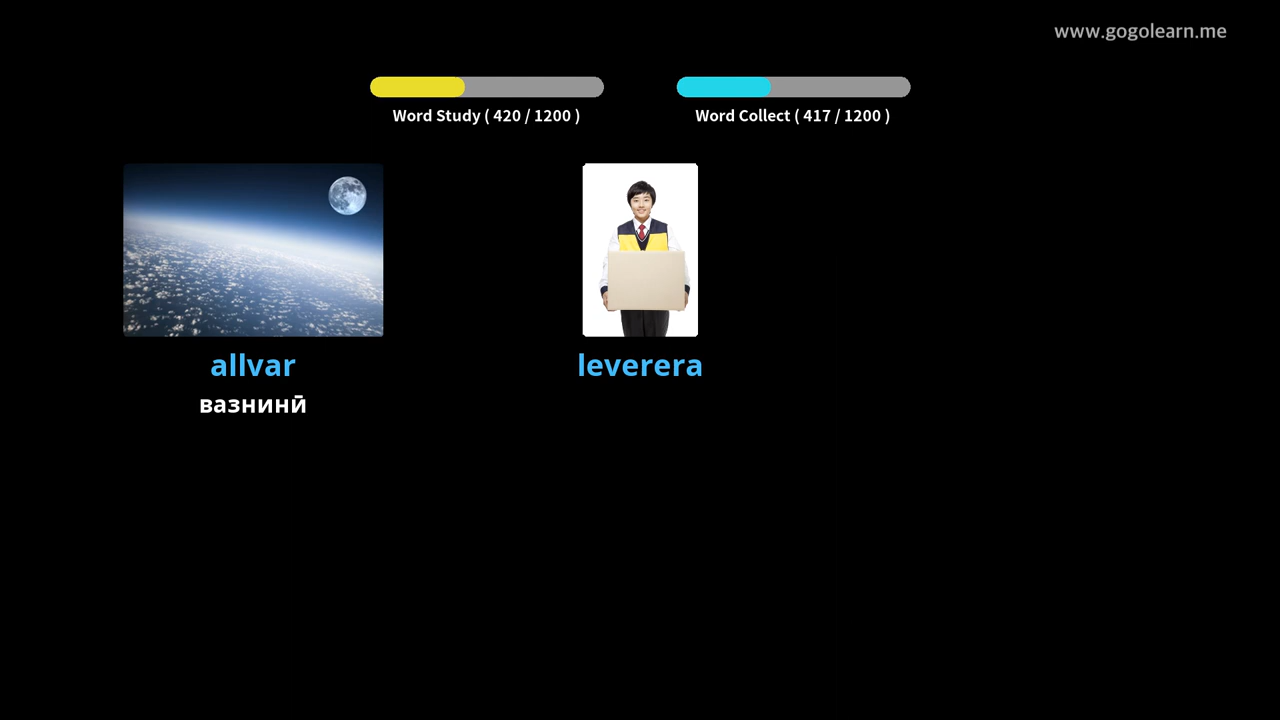 www.gogolearn.me
Word Study ( 420 / 1200 )
Word Collect ( 417 / 1200 )
allvar
вазнинӣ
leverera